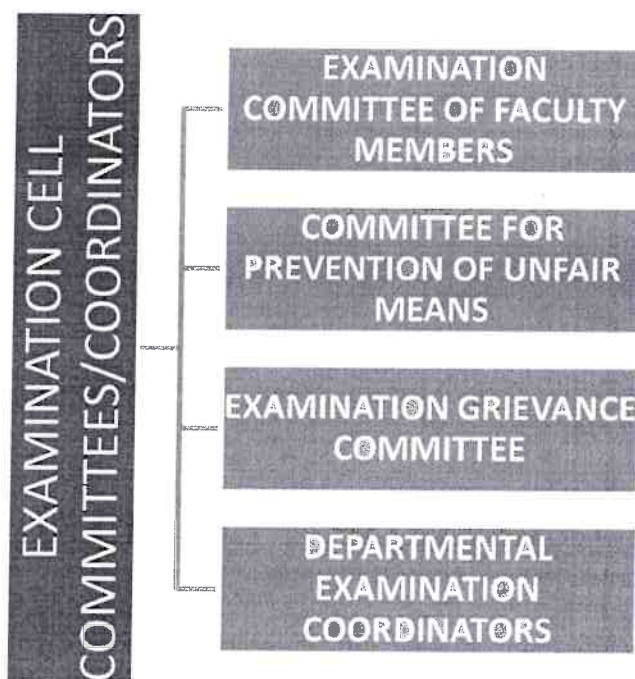 EXAMINATION CELL
COMMITTEES/COORDINATORS
EXAMINATION
COMMITTEE OF FACULTY
MEMBERS
COMMITTEE FOR
PREVENTION OF UNFAIR
MEANS
EXAMINATION GRIEVANCE
COMMITTEE
DEPARTMENTAL
EXAMINATION
COORDINATORS